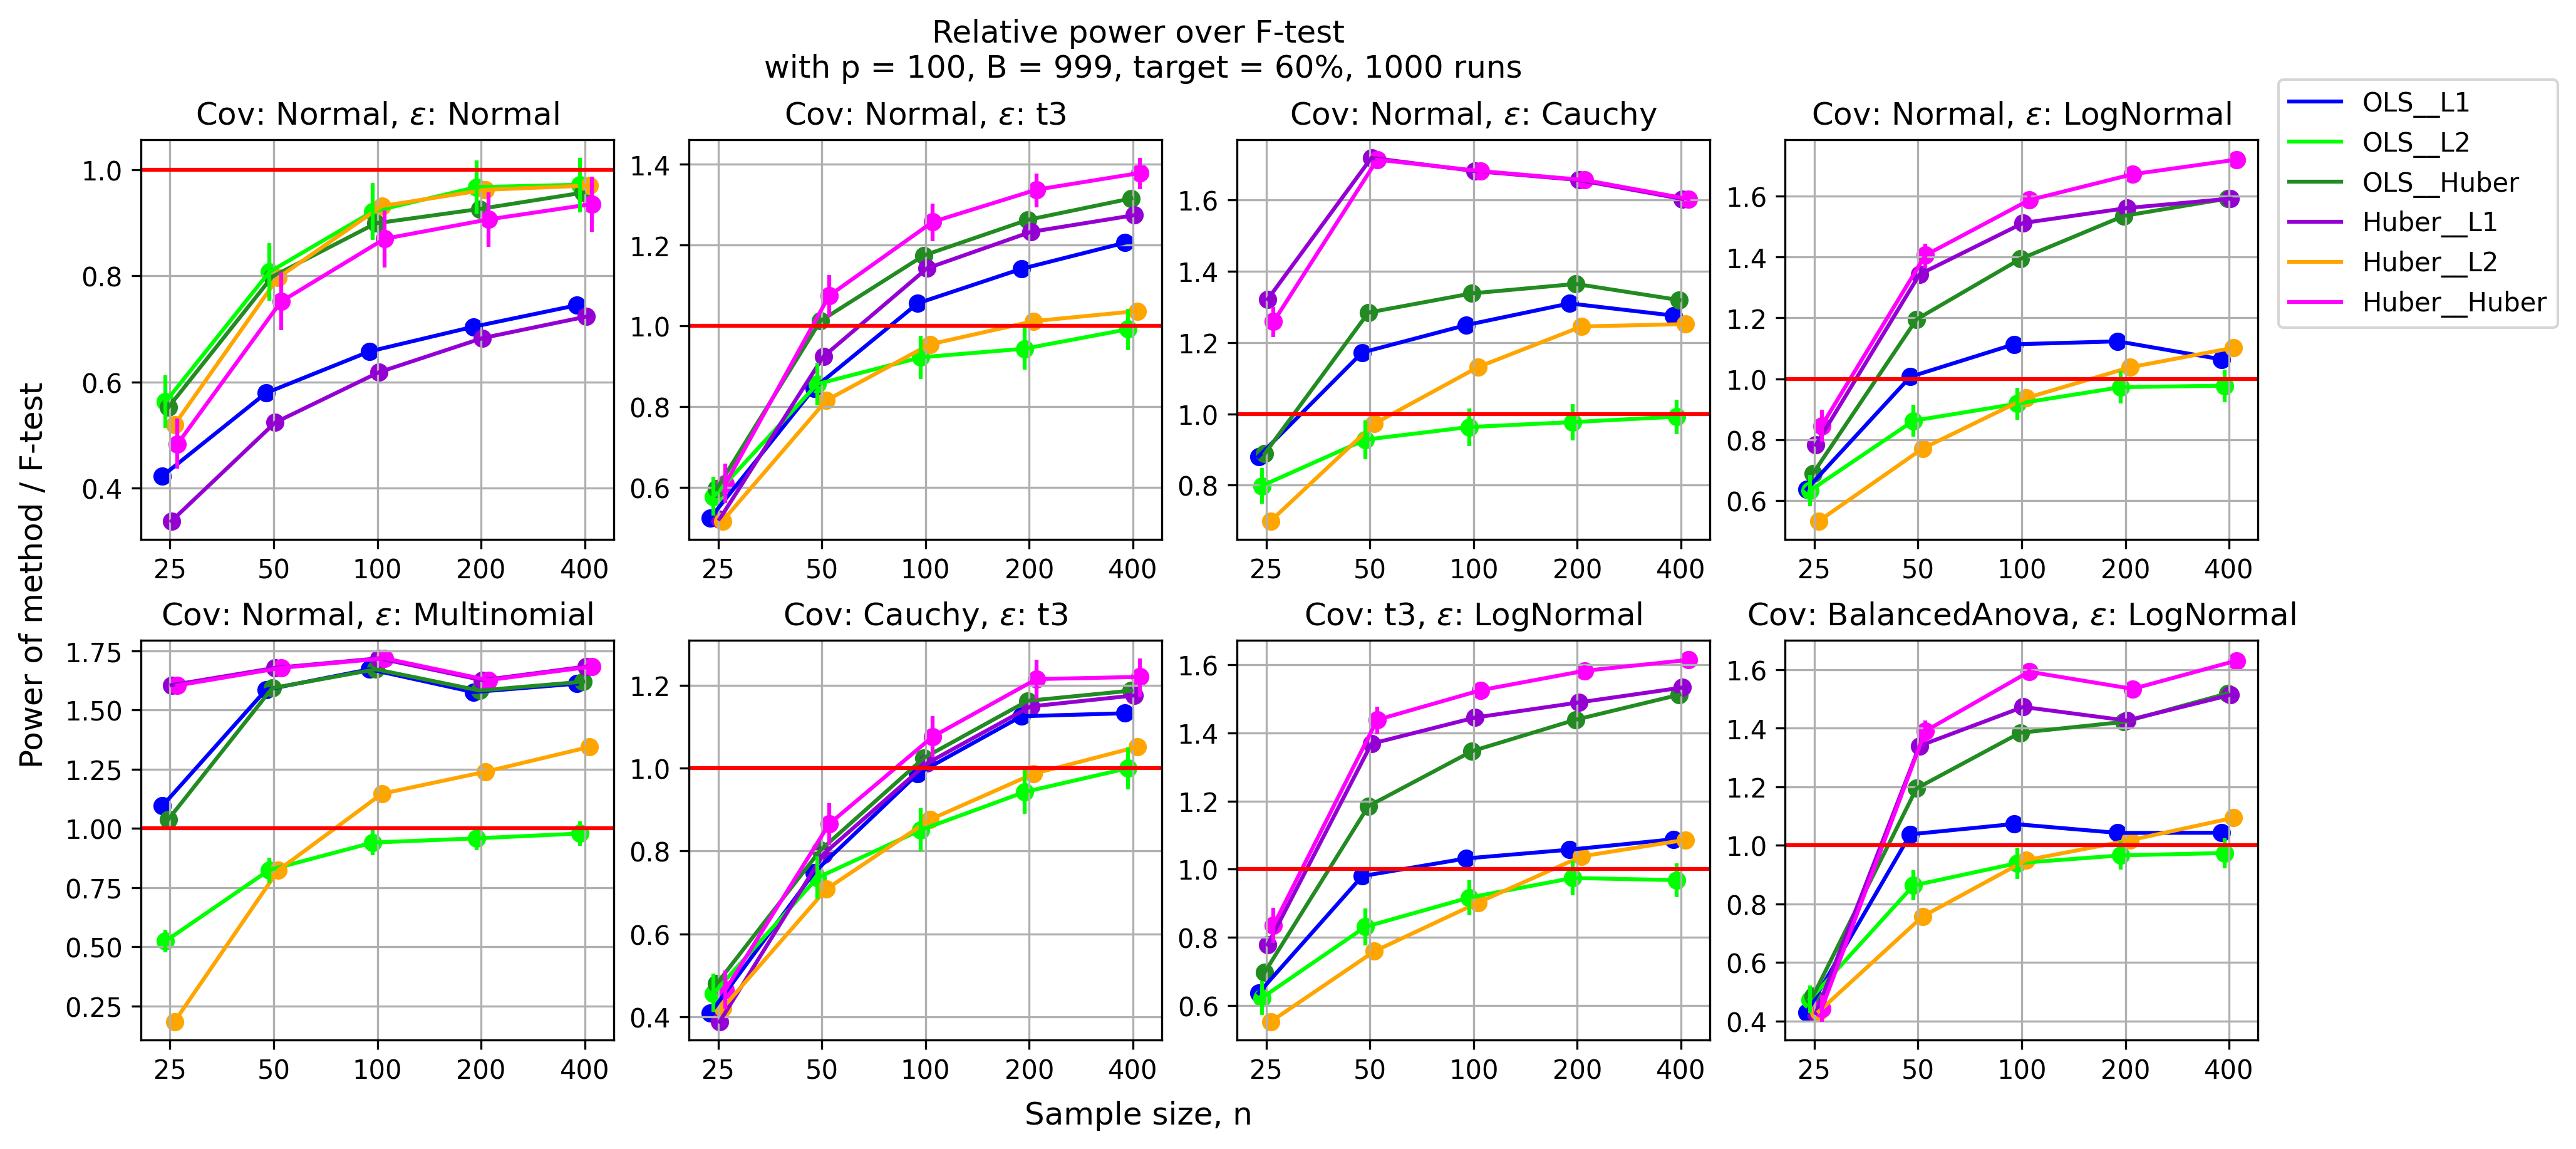 Relative power over F-test
with p = 100, B = 999, target = 60%, 1000 runs
Power of method / F-test
Cov: Normal, ε: Normal
1.0
0.8
0.6
0.4
25 50 100 200 400
Cov: Normal, ε: t3
1.4
1.2
1.0
0.8
0.6
25 50 100 200 400
Cov: Normal, ε: Cauchy
1.6
1.4
1.2
1.0
0.8
25 50 100 200 400
Cov: Normal, ε: LogNormal
1.6
1.4
1.2
1.0
0.8
0.6
25 50 100 200 400
OLS__L1
OLS__L2
OLS__Huber
Huber__L1
Huber__L2
Huber__Huber
Cov: Normal, ε: Multinomial
1.75
1.50
1.25
1.00
0.75
0.50
0.25
25 50 100 200 400
Cov: Cauchy, ε: t3
1.2
1.0
0.8
0.6
0.4
25 50 100 200 400
Cov: t3, ε: LogNormal
1.6
1.4
1.2
1.0
0.8
0.6
25 50 100 200 400
Cov: BalancedAnova, ε: LogNormal
1.6
1.4
1.2
1.0
0.8
0.6
0.4
25 50 100 200 400
Sample size, n